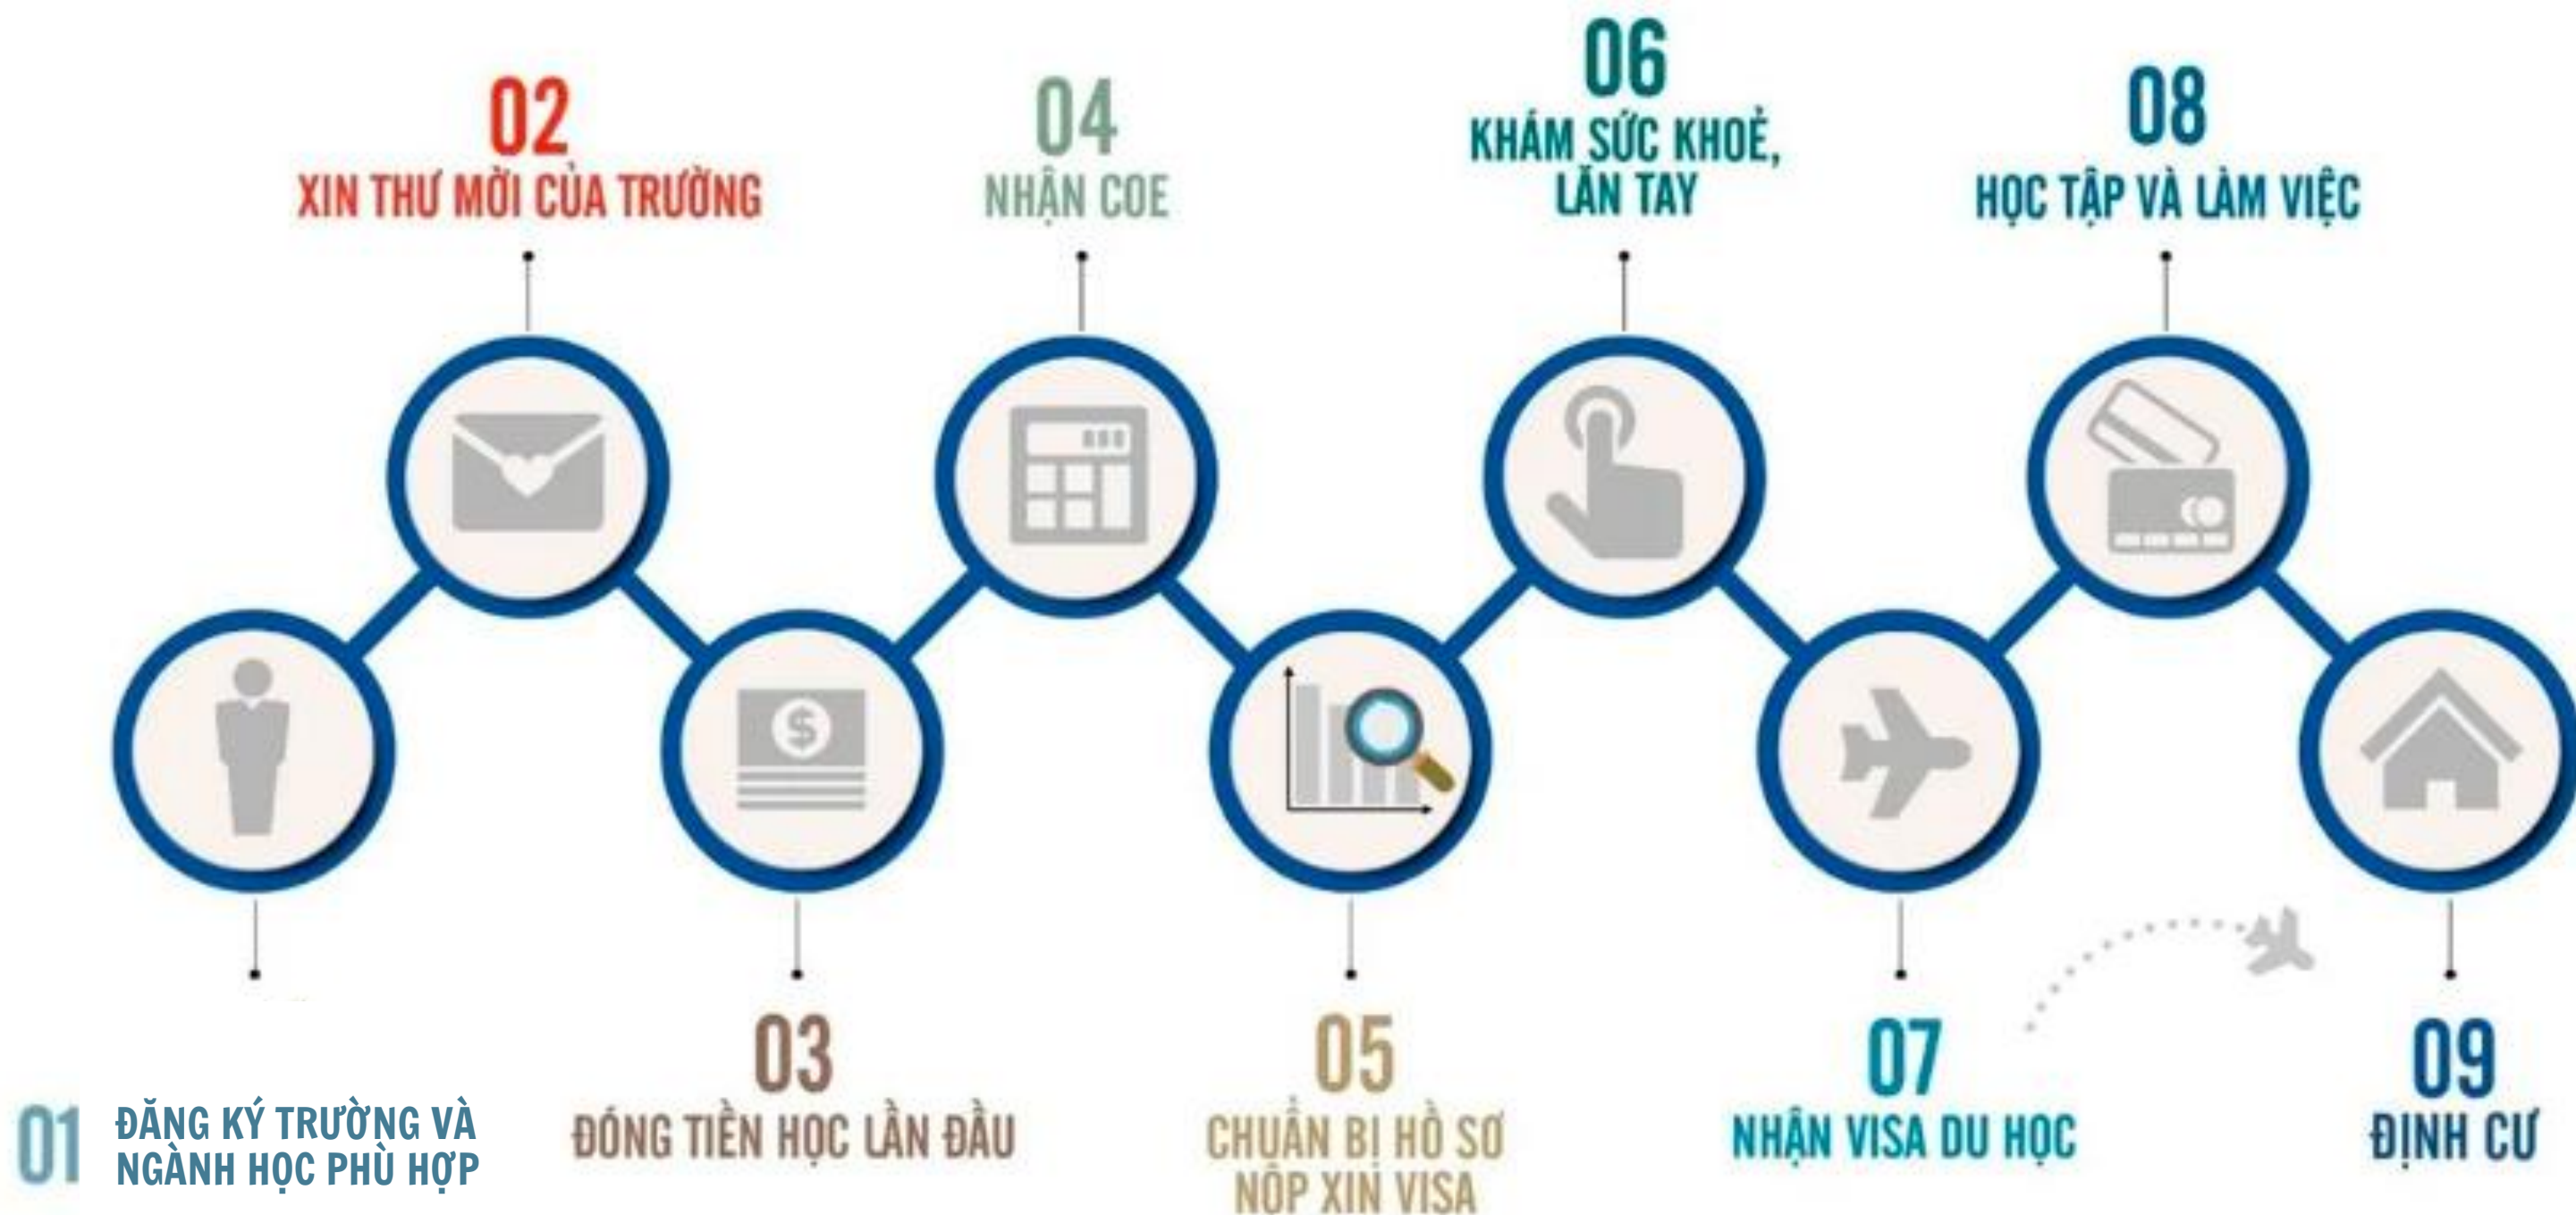 01
ĐĂNG KÝ TRƯỜNG VÀ
NGÀNH HỌC PHÙ HỢP
02
XIN THƯ MỜI CỦA TRƯỜNG
03
ĐÓNG TIỀN HỌC LẦN ĐẦU
04
NHẬN COE
05
CHUẨN BỊ HỒ SƠ
NỘP XIN VISA
06
KHÁM SỨC KHOẺ,
LĂN TAY
07
NHẬN VISA DU HỌC
08
HỌC TẬP VÀ LÀM VIỆC
09
ĐỊNH CƯ
$